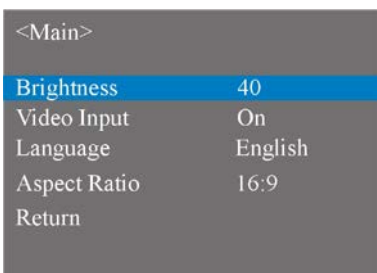 <Main>
Brightness 40
Video Input On
Language English
Aspect Ratio 16:9
Return